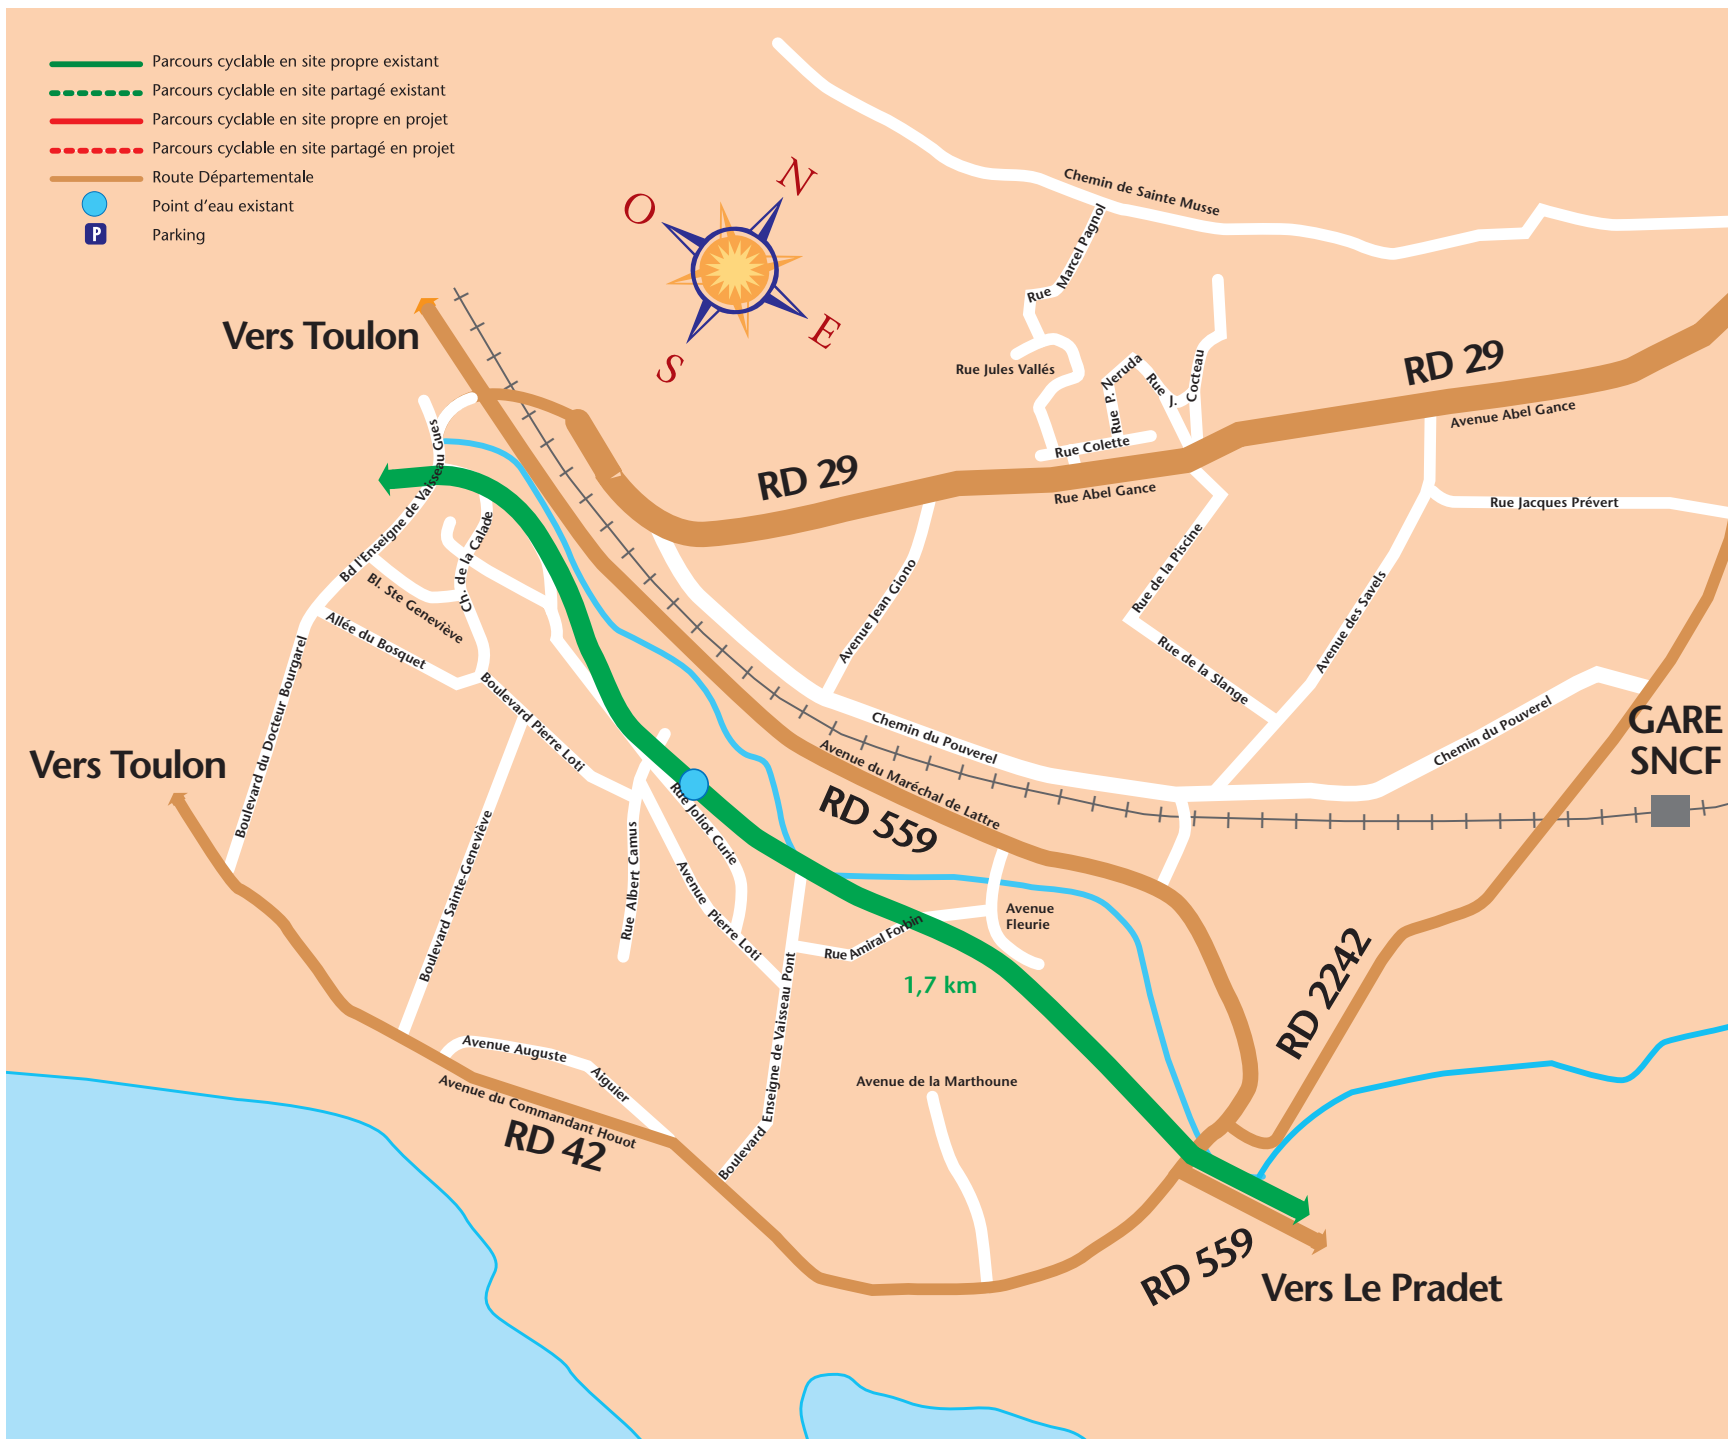 Parcours cyclable en site propre existant
Parcours cyclable en site partagé existant
Parcours cyclable en site propre en projet
Parcours cyclable en site partagé en projet
Route Départementale
Point d'eau existant
P
Parking
N
O
E
S
Chemin de Sainte Musse
Rue Marcel Pagnol
Rue Jules Vallés
Rue P. Neruda
Rue J. Cocteau
Rue Colette
RD 29
Avenue Abel Gance
Vers Toulon
RD 29
Rue Abel Gance
Rue Jacques Prévert
Bd l'Enseigne de Vaisseau Gues
Ch. de la Calade
Bl. Ste Geneviève
Allée du Bosquet
Avenue Jean Giono
Rue de la Piscine
Rue de la Slange
Avenue des Savels
Boulevard du Docteur Bourgarel
Boulevard Pierre Loti
Chemin du Pouverel
Chemin du Pouverel
GARE
SNCF
Vers Toulon
Avenue du Maréchal de Lattre
RD 559
Rue Joliot Curie
Boulevard Sainte-Geneviève
Rue Albert Camus
Avenue Pierre Loti
Avenue
Fleurie
Rue Amiral Forbin
1,7 km
RD 2242
Boulevard Enseigne de Vaisseau Pont
Avenue Auguste Aiguier
Avenue du Commandant Houot
RD 42
Avenue de la Marthoune
RD 559
Vers Le Pradet